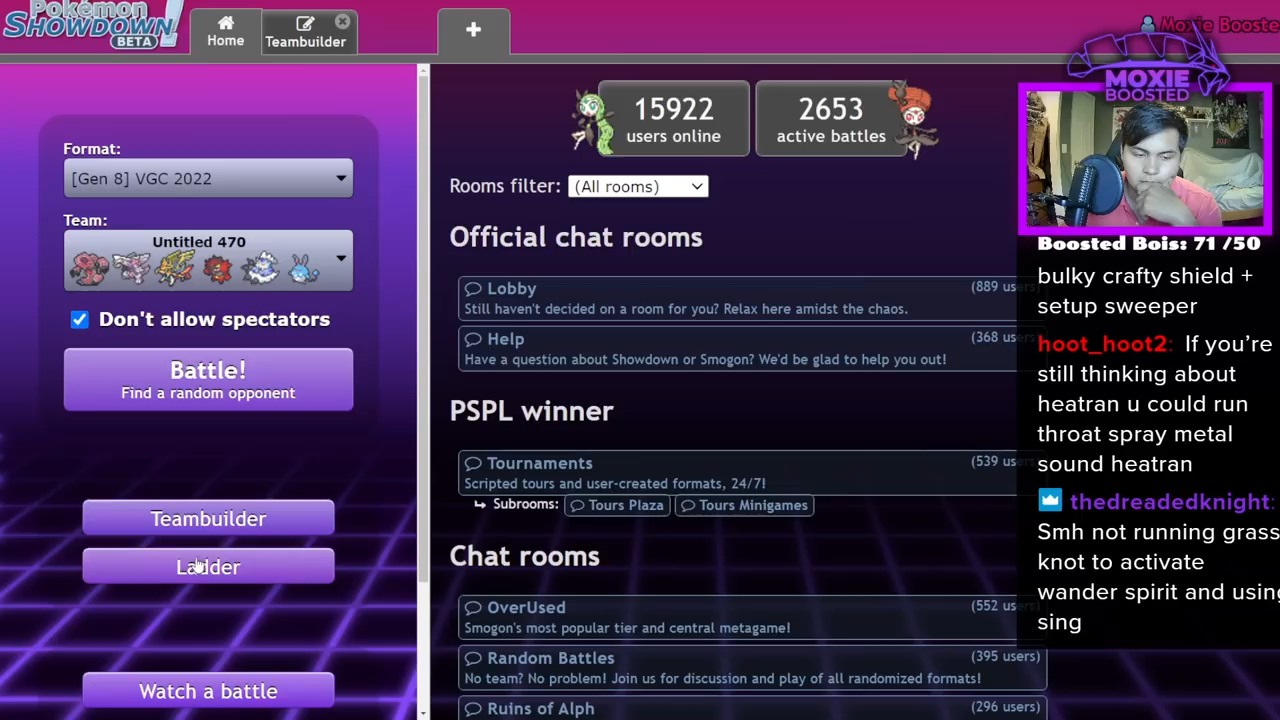 Pokémon
SHOWDOWN!
BETA
Home
Teambuilder
+
Moxie Booste
MOXIE
BOOSTED
Format:
[Gen 8] VGC 2022
Team:
Untitled 470
Don't allow spectators
Battle!
Find a random opponent
Teambuilder
Ladder
Watch a battle
15922
users online
2653
active battles
Rooms filter: (All rooms)
Official chat rooms
Lobby (889 users
Still haven't decided on a room for you? Relax here amidst the chaos.
Help (368 users
Have a question about Showdown or Smogon? We'd be glad to help you out!
PSPL winner
Tournaments (539 users
Scripted tours and user-created formats, 24/7!
Subrooms: Tours Plaza Tours Minigames
Chat rooms
OverUsed (552 users
Smogon's most popular tier and central metagame!
Random Battles (395 users)
No team? No problem! Join us for discussion and play of all randomized formats!
Ruins of Alph (296 users)
Boosted Bois: 71 /50
bulky crafty shield +
setup sweeper
hoot_hoot2: If you're
still thinking about
heatran u could run
throat spray metal
sound heatran
thedreadedknight:
Smh not running grass
knot to activate
wander spirit and using
sing